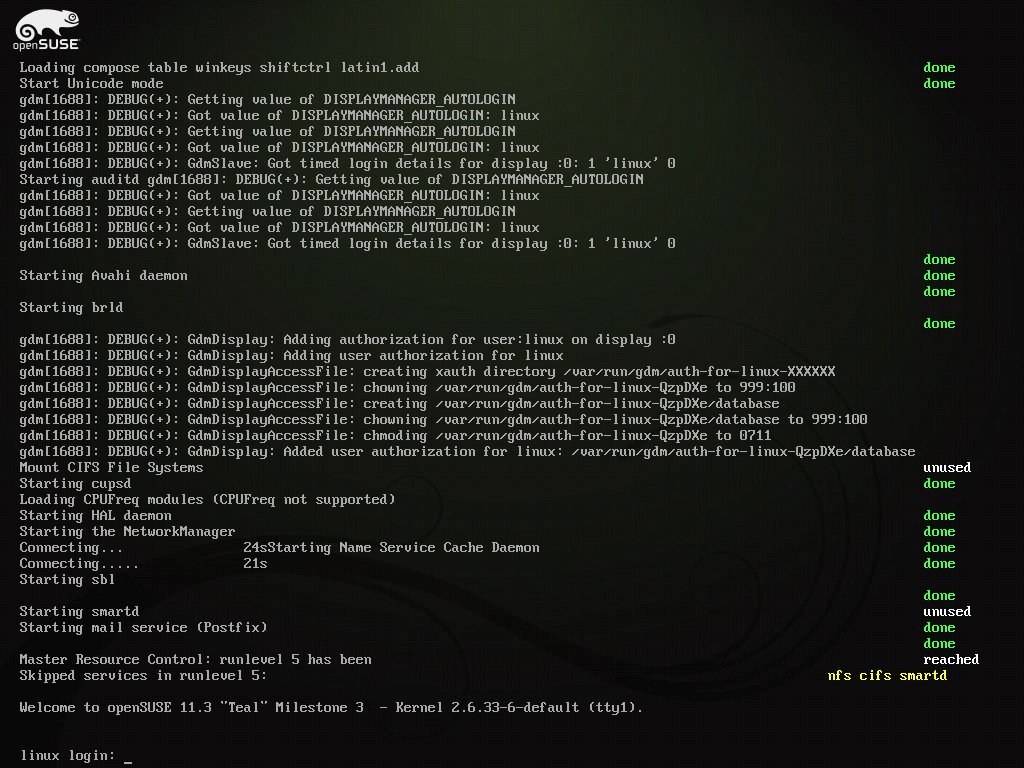 openSUSE
Loading compose table winkeys shiftctrl latin1.add done
Start Unicode mode done
gdm[1688]: DEBUG(+): Getting value of DISPLAYMANAGER_AUTOLOGIN
gdm[1688]: DEBUG(+): Got value of DISPLAYMANAGER_AUTOLOGIN: linux
gdm[1688]: DEBUG(+): Getting value of DISPLAYMANAGER_AUTOLOGIN
gdm[1688]: DEBUG(+): Got value of DISPLAYMANAGER_AUTOLOGIN: linux
gdm[1688]: DEBUG(+): GdmSlave: Got timed login details for display :0: 1 'linux' 0
Starting auditd gdm[1688]: DEBUG(+): Getting value of DISPLAYMANAGER_AUTOLOGIN
gdm[1688]: DEBUG(+): Got value of DISPLAYMANAGER_AUTOLOGIN: linux
gdm[1688]: DEBUG(+): Getting value of DISPLAYMANAGER_AUTOLOGIN
gdm[1688]: DEBUG(+): Got value of DISPLAYMANAGER_AUTOLOGIN: linux
gdm[1688]: DEBUG(+): GdmSlave: Got timed login details for display :0: 1 'linux' 0
done
Starting Avahi daemon done
done
Starting brld
done
gdm[1688]: DEBUG(+): GdmDisplay: Adding authorization for user:linux on display :0
gdm[1688]: DEBUG(+): GdmDisplay: Adding user authorization for linux
gdm[1688]: DEBUG(+): GdmDisplayAccessFile: creating xauth directory /var/run/gdm/auth-for-linux-XXXXXX
gdm[1688]: DEBUG(+): GdmDisplayAccessFile: chowning /var/run/gdm/auth-for-linux-QzpDXe to 999:100
gdm[1688]: DEBUG(+): GdmDisplayAccessFile: creating /var/run/gdm/auth-for-linux-QzpDXe/database
gdm[1688]: DEBUG(+): GdmDisplayAccessFile: chowning /var/run/gdm/auth-for-linux-QzpDXe/database to 999:100
gdm[1688]: DEBUG(+): GdmDisplayAccessFile: chmoding /var/run/gdm/auth-for-linux-QzpDXe to 0711
gdm[1688]: DEBUG(+): GdmDisplay: Added user authorization for linux: /var/run/gdm/auth-for-linux-QzpDXe/database
Mount CIFS File Systems unused
Starting cupsd done
Loading CPUFreq modules (CPUFreq not supported)
Starting HAL daemon done
Starting the NetworkManager done
Connecting... 24sStarting Name Service Cache Daemon done
Connecting..... 21s done
Starting sbl
done
Starting smartd unused
Starting mail service (Postfix) done
done
Master Resource Control: runlevel 5 has been reached
Skipped services in runlevel 5: nfs cifs smartd
Welcome to openSUSE 11.3 "Teal" Milestone 3 - Kernel 2.6.33-6-default (tty1).
linux login: _